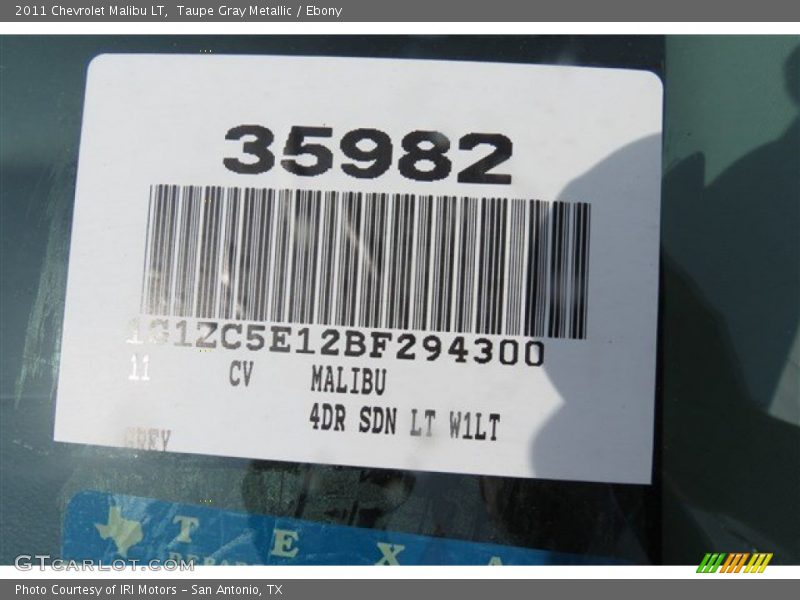 2011 Chevrolet Malibu LT, Taupe Gray Metallic / Ebony
35982
1G1ZC5E12BF294300
11 CV MALIBU
4DR SDN LT W1LT
GREY
T E X A
GTCARLOT.COM
Photo Courtesy of IRI Motors - San Antonio, TX